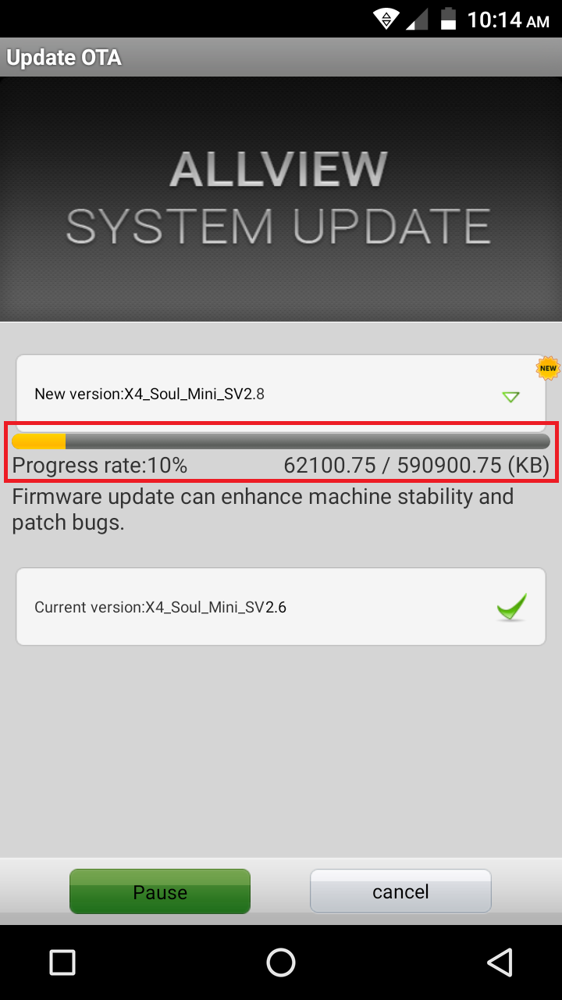 10:14 AM
Update OTA
ALLVIEW
SYSTEM UPDATE
NEW
New version:X4_Soul_Mini_SV2.8
Progress rate:10% 62100.75 / 590900.75 (KB)
Firmware update can enhance machine stability and
patch bugs.
Current version:X4_Soul_Mini_SV2.6
Pause cancel